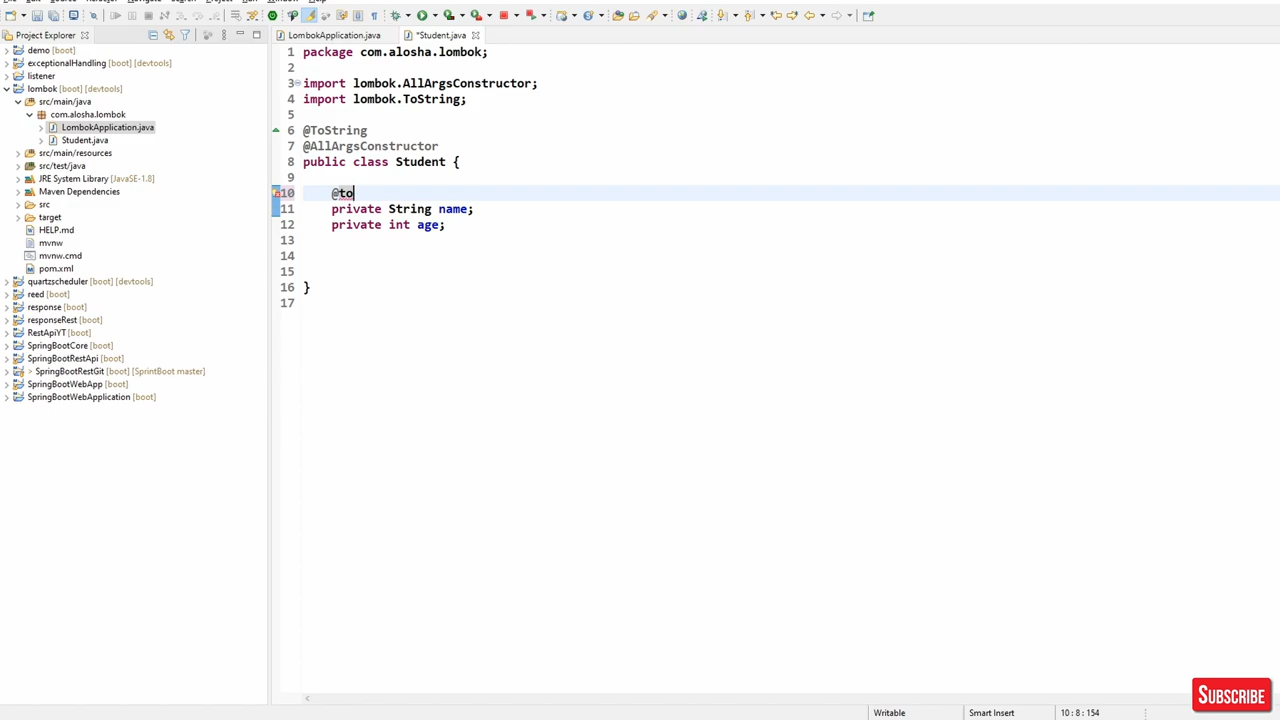 Project Explorer
LombokApplication.java
*Student.java
demo [boot]
exceptionalHandling [boot] [devtools]
listener
lombok [boot] [devtools]
src/main/java
com.alosha.lombok
LombokApplication.java
Student.java
src/main/resources
src/test/java
JRE System Library [JavaSE-1.8]
Maven Dependencies
src
target
HELP.md
mvnw
mvnw.cmd
pom.xml
quartzscheduler [boot] [devtools]
reed [boot]
response [boot]
responseRest [boot]
RestApiYT [boot]
SpringBootCore [boot]
SpringBootRestApi [boot]
> SpringBootRestGit [boot] [SprintBoot master]
SpringBootWebApp [boot]
SpringBootWebApplication [boot]
1 package com.alosha.lombok;
2
3 import lombok.AllArgsConstructor;
4 import lombok.ToString;
5
6 @ToString
7 @AllArgsConstructor
8 public class Student {
9
10 @to
11 private String name;
12 private int age;
13
14
15
16 }
17
SUBSCRIBE
Writable
Smart Insert
10 : 8 : 154